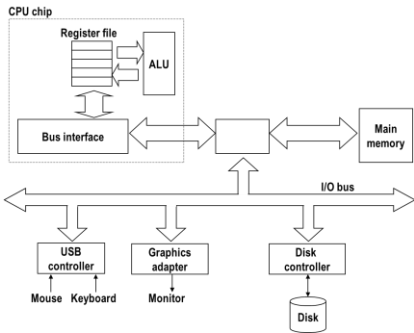 CPU chip
Register file
ALU
Bus interface
Main
memory
I/O bus
USB
controller
Graphics
adapter
Disk
controller
Mouse
Keyboard
Monitor
Disk